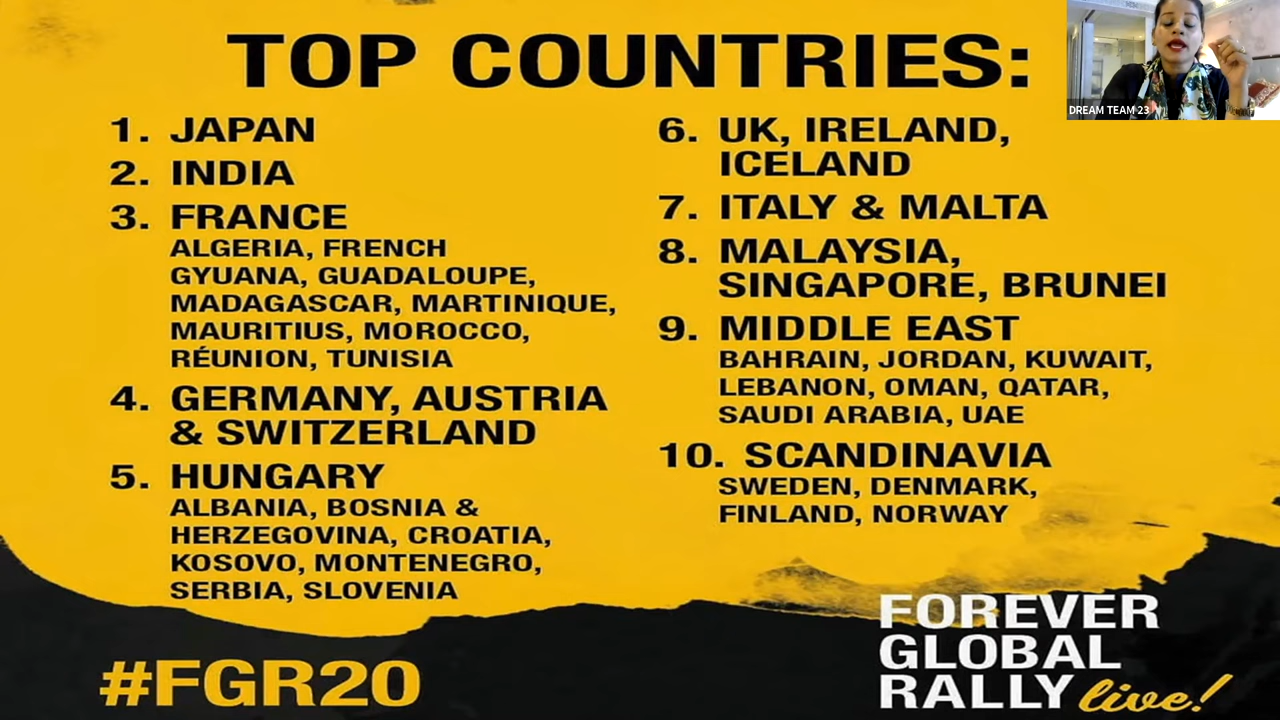 TOP COUNTRIES:
1. JAPAN
2. INDIA
3. FRANCE
ALGERIA, FRENCH
GYUANA, GUADALOUPE,
MADAGASCAR, MARTINIQUE,
MAURITIUS, MOROCCO,
RÉUNION, TUNISIA
4. GERMANY, AUSTRIA
& SWITZERLAND
5. HUNGARY
ALBANIA, BOSNIA &
HERZEGOVINA, CROATIA,
KOSOVO, MONTENEGRO,
SERBIA, SLOVENIA
6. UK, IRELAND,
ICELAND
7. ITALY & MALTA
8. MALAYSIA,
SINGAPORE, BRUNEI
9. MIDDLE EAST
BAHRAIN, JORDAN, KUWAIT,
LEBANON, OMAN, QATAR,
SAUDI ARABIA, UAE
10. SCANDINAVIA
SWEDEN, DENMARK,
FINLAND, NORWAY
DREAM TEAM 23
#FGR20
FOREVER
GLOBAL
RALLY live!